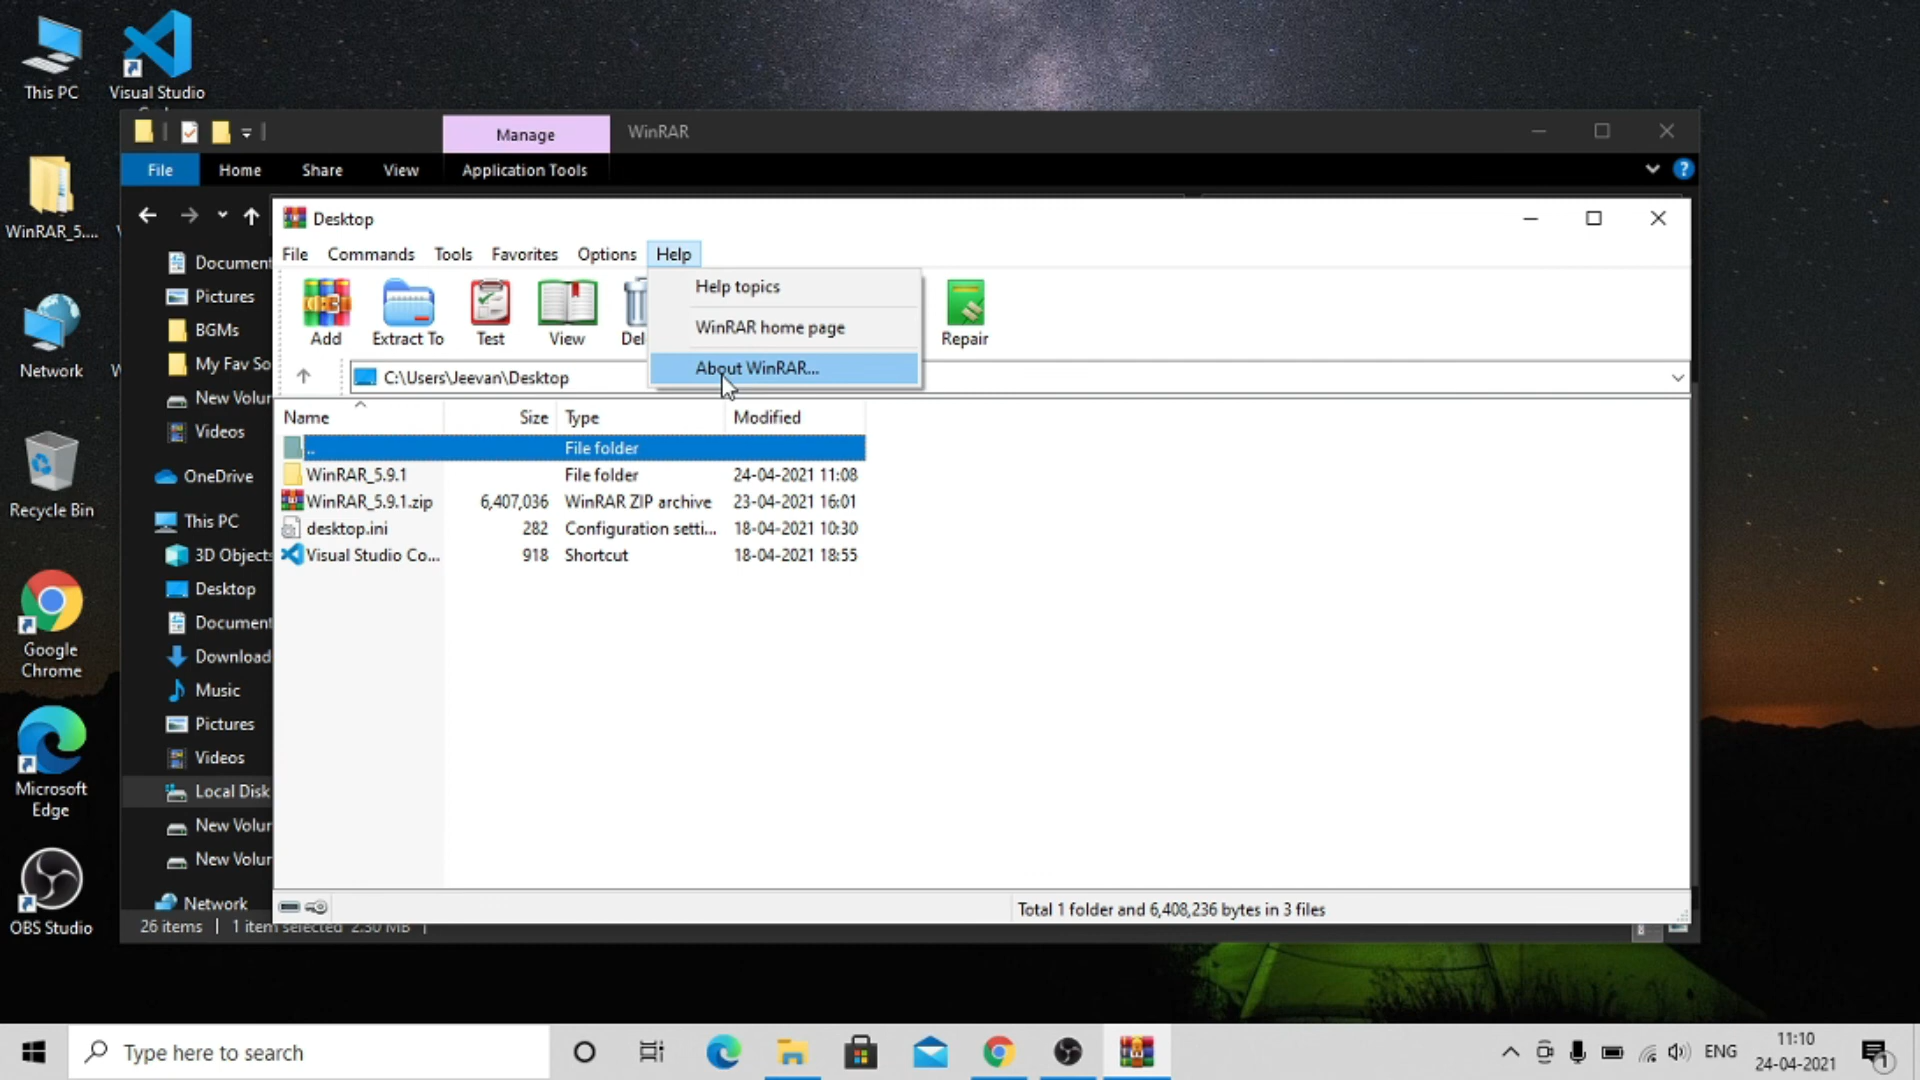 This PC
Visual Studio
WinRAR_5....
Network
Recycle Bin
Google
Chrome
Microsoft
Edge
OBS Studio
Manage
WinRAR
File
Home
Share
View
Application Tools
Document
Pictures
BGMs
My Fav So
New Volur
Videos
OneDrive
This PC
3D Objects
Desktop
Document
Download
Music
Pictures
Videos
Local Disk
New Volur
New Volur
Network
26 items
1 item selected 2.30 MB
Desktop
File Commands Tools Favorites Options Help
Add
Extract To
Test
View
Del
Repair
Help topics
WinRAR home page
About WinRAR...
C:\Users\Jeevan\Desktop
Name Size Type Modified
.. File folder
WinRAR_5.9.1 File folder 24-04-2021 11:08
WinRAR_5.9.1.zip 6,407,036 WinRAR ZIP archive 23-04-2021 16:01
desktop.ini 282 Configuration setti... 18-04-2021 10:30
Visual Studio Co... 918 Shortcut 18-04-2021 18:55
Total 1 folder and 6,408,236 bytes in 3 files
Type here to search
ENG
11:10
24-04-2021
1